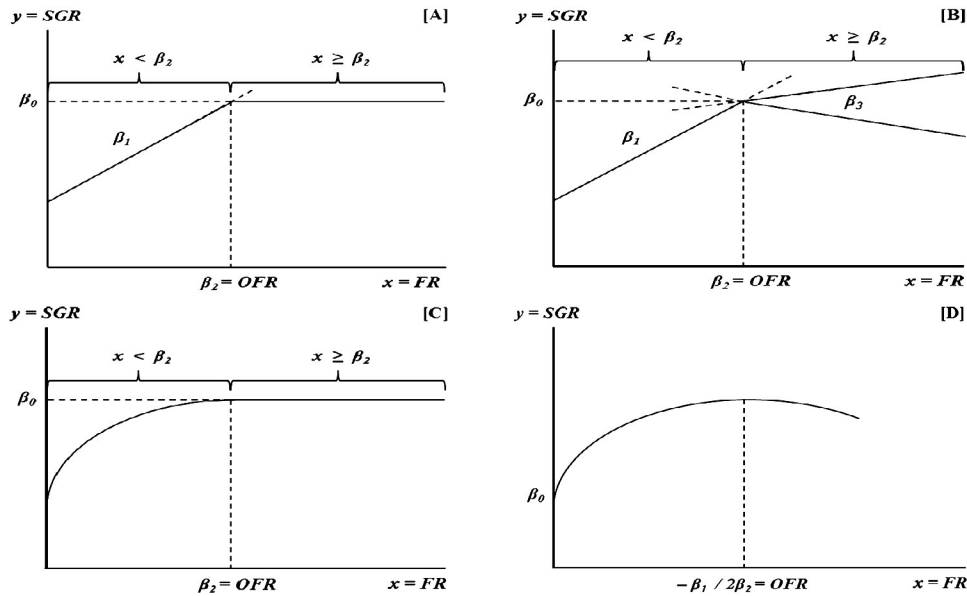 y = SGR [A]
x < β₂ x ≥ β₂
β₀
β₁
β₂ = OFR x = FR
y = SGR [B]
x < β₂ x ≥ β₂
β₀
β₃
β₁
β₂ = OFR x = FR
y = SGR [C]
x < β₂ x ≥ β₂
β₀
β₂ = OFR x = FR
y = SGR [D]
β₀
−β₁ / 2β₂ = OFR x = FR